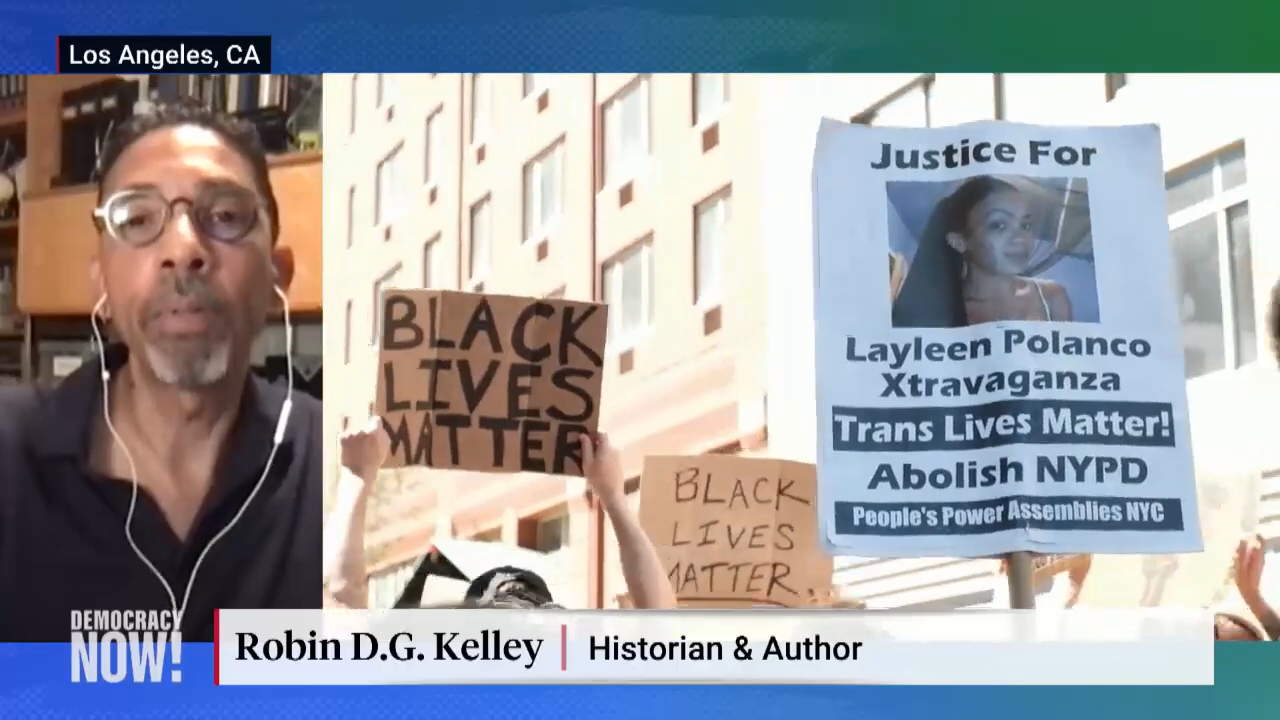 Los Angeles, CA
BLACK
LIVES
MATTER
BLACK
LIVES
MATTER
Justice For
Layleen Polanco
Xtravaganza
Trans Lives Matter!
Abolish NYPD
People's Power Assemblies NYC
DEMOCRACY
NOW!
Robin D.G. Kelley | Historian & Author